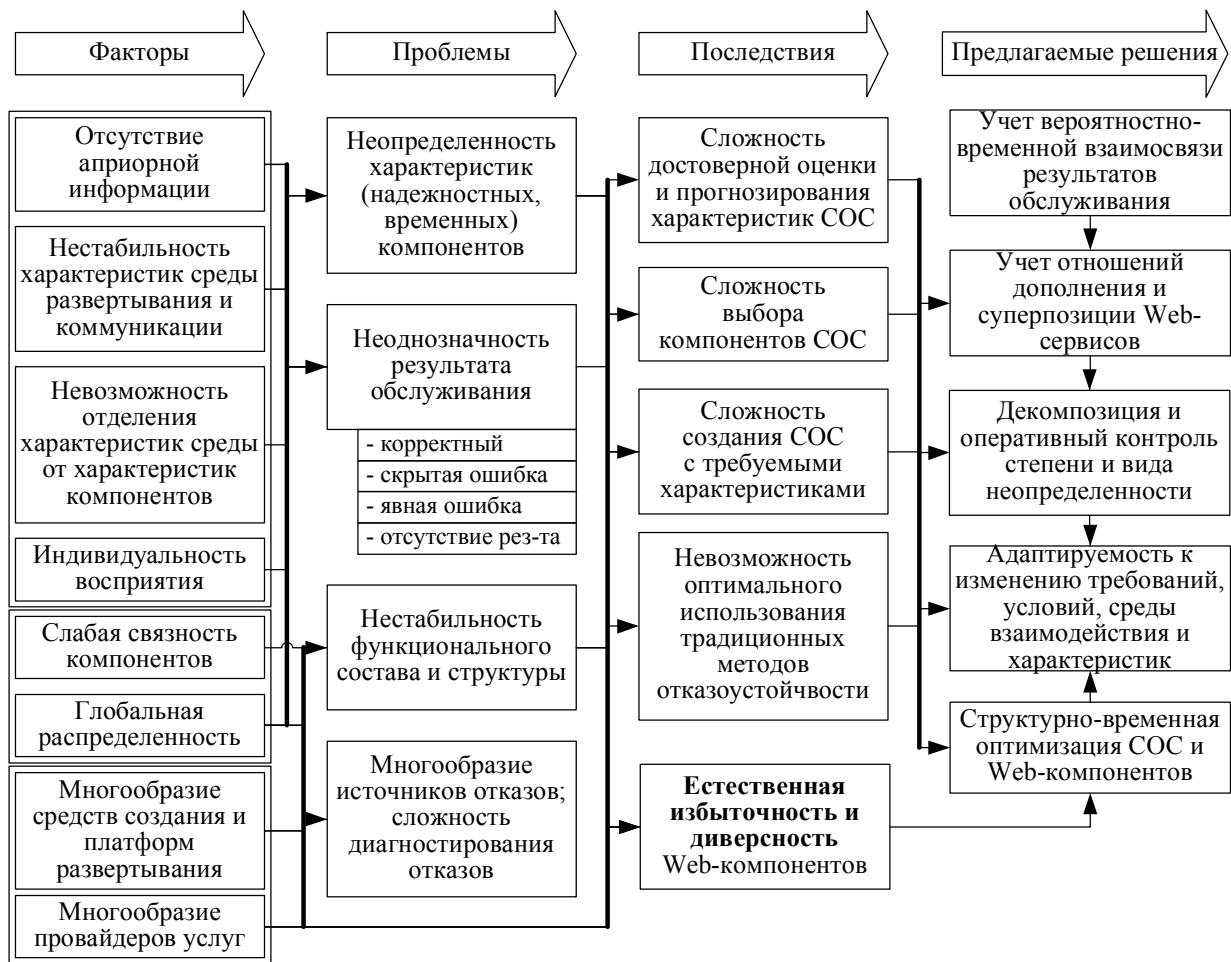 Факторы
Проблемы
Последствия
Предлагаемые решения
Отсутствие
априорной
информации
Нестабильность
характеристик среды
развертывания и
коммуникации
Невозможность
отделения
характеристик среды
от характеристик
компонентов
Индивидуальность
восприятия
Слабая связность
компонентов
Глобальная
распределенность
Многообразие
средств создания и
платформ
развертывания
Многообразие
провайдеров услуг
Неопределенность
характеристик
(надежностных,
временных)
компонентов
Неоднозначность
результата
обслуживания
- корректный
- скрытая ошибка
- явная ошибка
- отсутствие рез-та
Нестабильность
функционального
состава и структуры
Многообразие
источников отказов;
сложность
диагностирования
отказов
Сложность
достоверной оценки
и прогнозирования
характеристик СОС
Сложность
выбора
компонентов СОС
Сложность
создания СОС
с требуемыми
характеристиками
Невозможность
оптимального
использования
традиционных
методов
отказоустойчвости
Естественная
избыточность и
диверсность
Web-компонентов
Учет вероятностно-
временной взаимосвязи
результатов
обслуживания
Учет отношений
дополнения и
суперпозиции Web-
сервисов
Декомпозиция и
оперативный контроль
степени и вида
неопределенности
Адаптируемость к
изменению требований,
условий, среды
взаимодействия и
характеристик
Структурно-временная
оптимизация СОС и
Web-компонентов